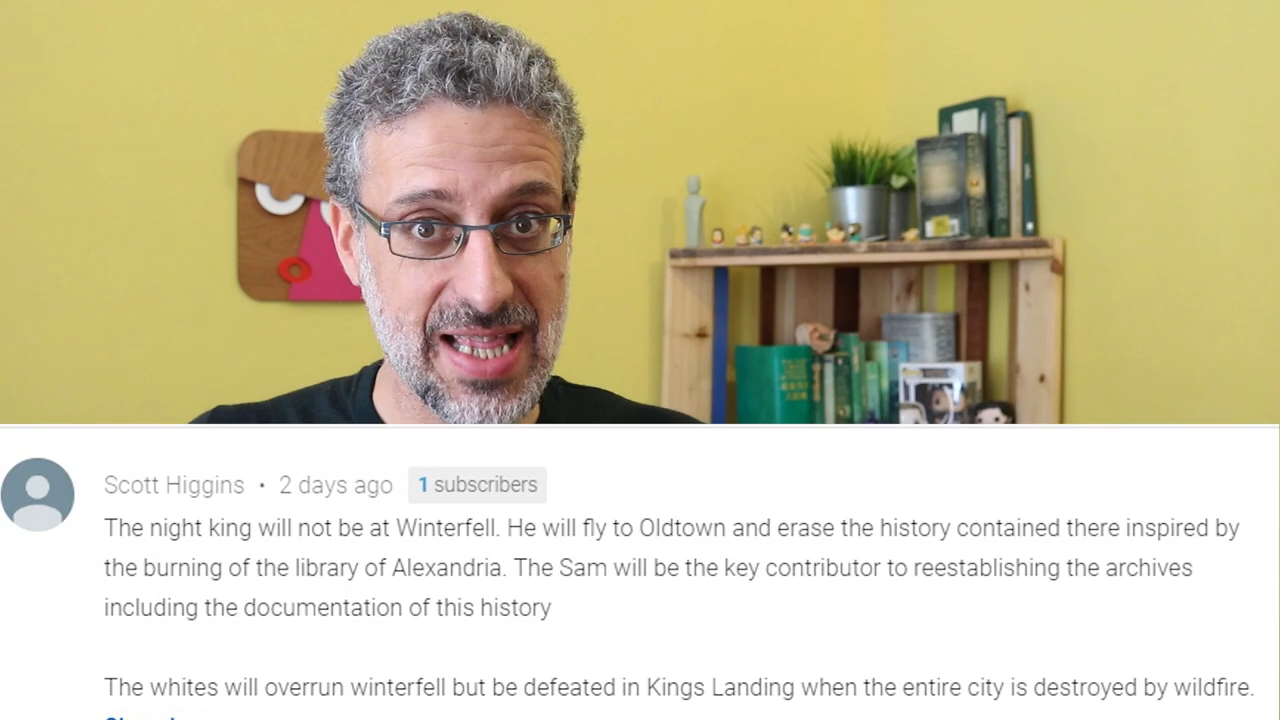 Scott Higgins • 2 days ago 1 subscribers
The night king will not be at Winterfell. He will fly to Oldtown and erase the history contained there inspired by
the burning of the library of Alexandria. The Sam will be the key contributor to reestablishing the archives
including the documentation of this history
The whites will overrun winterfell but be defeated in Kings Landing when the entire city is destroyed by wildfire.